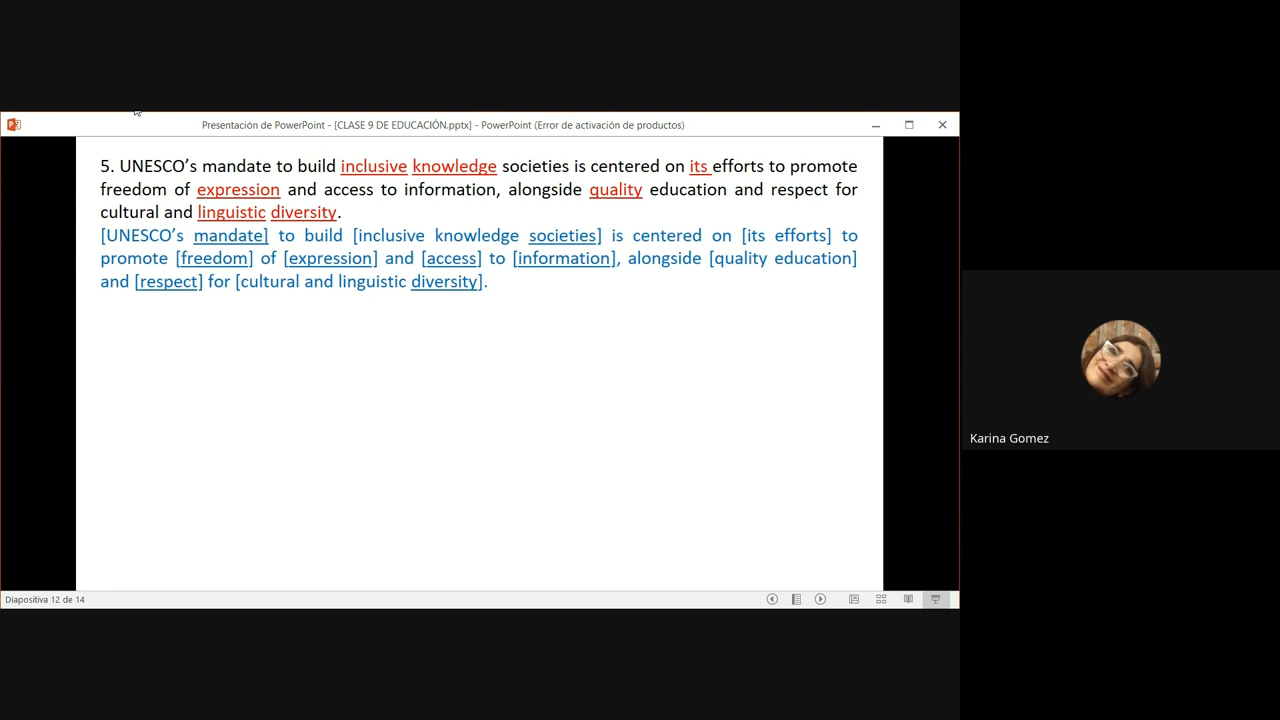 Presentación de PowerPoint - [CLASE 9 DE EDUCACIÓN.pptx] - PowerPoint (Error de activación de productos)
5. UNESCO’s mandate to build inclusive knowledge societies is centered on its efforts to promote
freedom of expression and access to information, alongside quality education and respect for
cultural and linguistic diversity.
[UNESCO’s mandate] to build [inclusive knowledge societies] is centered on [its efforts] to
promote [freedom] of [expression] and [access] to [information], alongside [quality education]
and [respect] for [cultural and linguistic diversity].
Karina Gomez
Diapositiva 12 de 14